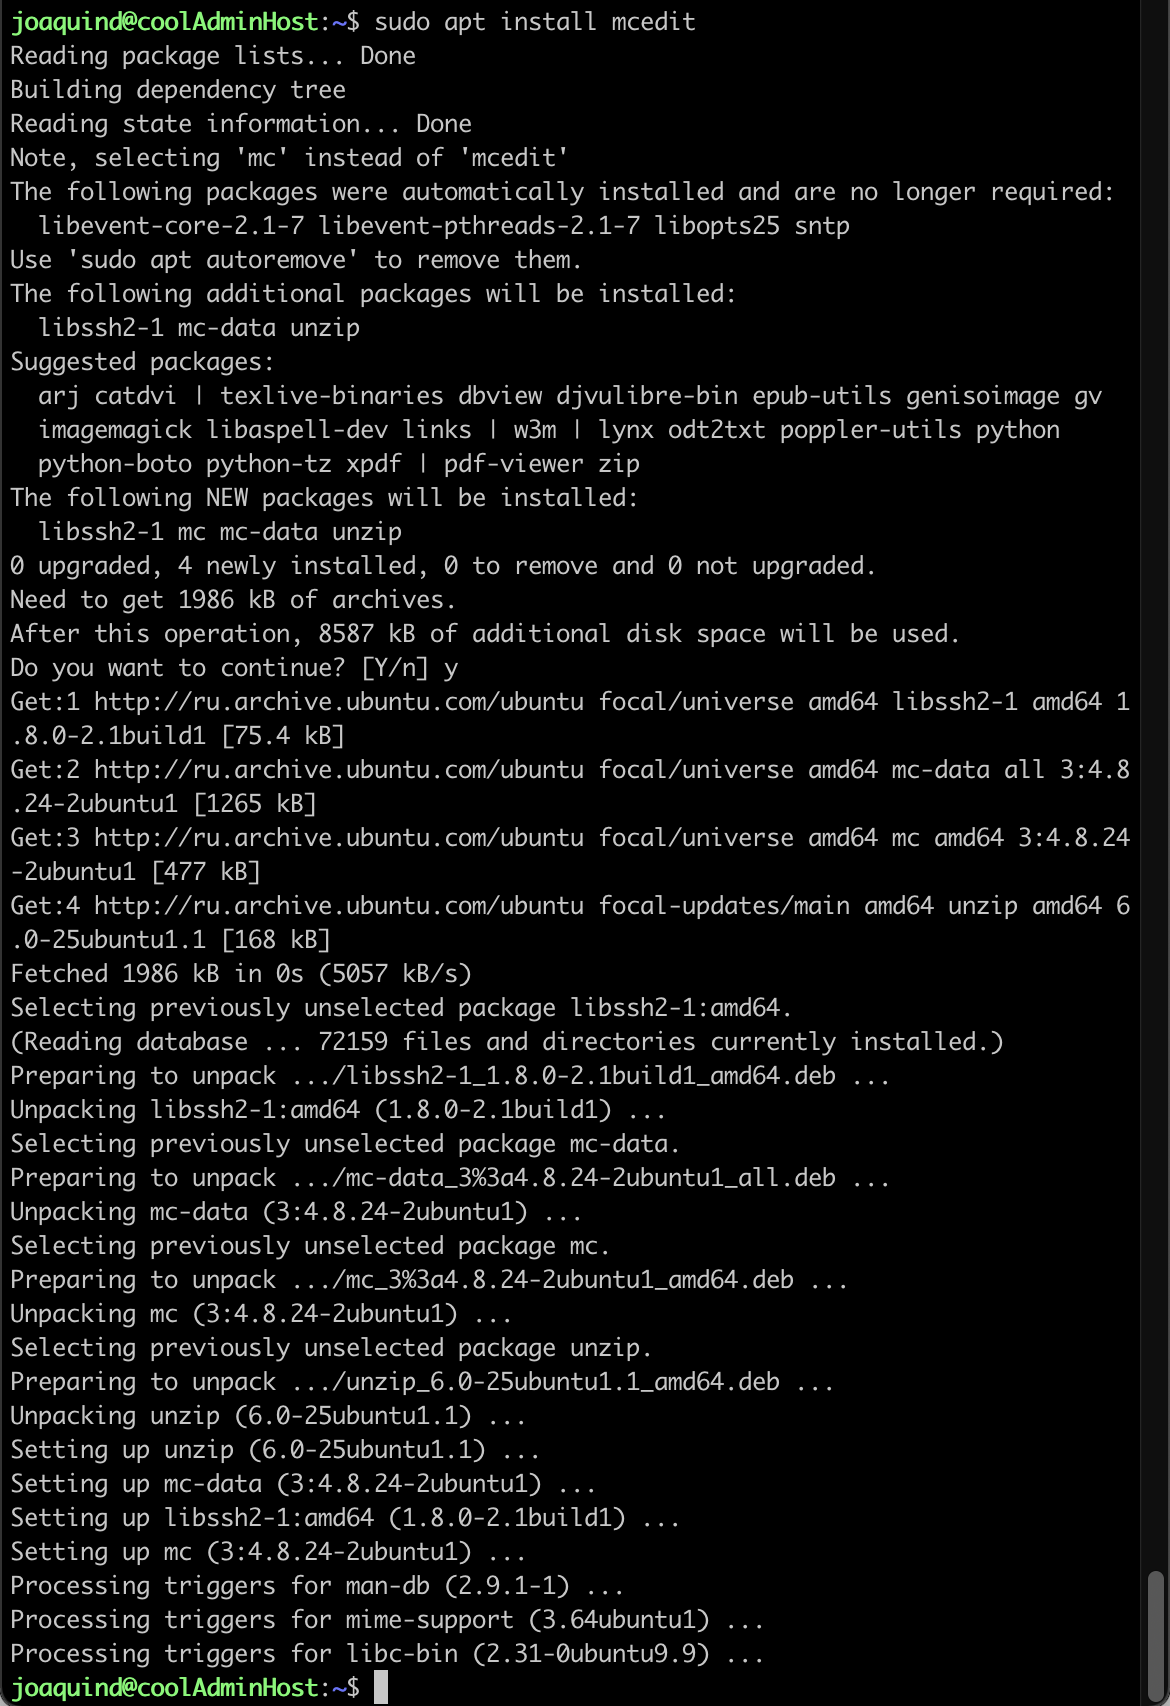 joaquind@coolAdminHost:~$ sudo apt install mcedit
Reading package lists... Done
Building dependency tree
Reading state information... Done
Note, selecting 'mc' instead of 'mcedit'
The following packages were automatically installed and are no longer required:
  libevent-core-2.1-7 libevent-pthreads-2.1-7 libopts25 sntp
Use 'sudo apt autoremove' to remove them.
The following additional packages will be installed:
  libssh2-1 mc-data unzip
Suggested packages:
  arj catdvi | texlive-binaries dbview djvulibre-bin epub-utils genisoimage gv
  imagemagick libaspell-dev links | w3m | lynx odt2txt poppler-utils python
  python-boto python-tz xpdf | pdf-viewer zip
The following NEW packages will be installed:
  libssh2-1 mc mc-data unzip
0 upgraded, 4 newly installed, 0 to remove and 0 not upgraded.
Need to get 1986 kB of archives.
After this operation, 8587 kB of additional disk space will be used.
Do you want to continue? [Y/n] y
Get:1 http://ru.archive.ubuntu.com/ubuntu focal/universe amd64 libssh2-1 amd64 1
.8.0-2.1build1 [75.4 kB]
Get:2 http://ru.archive.ubuntu.com/ubuntu focal/universe amd64 mc-data all 3:4.8
.24-2ubuntu1 [1265 kB]
Get:3 http://ru.archive.ubuntu.com/ubuntu focal/universe amd64 mc amd64 3:4.8.24
-2ubuntu1 [477 kB]
Get:4 http://ru.archive.ubuntu.com/ubuntu focal-updates/main amd64 unzip amd64 6
.0-25ubuntu1.1 [168 kB]
Fetched 1986 kB in 0s (5057 kB/s)
Selecting previously unselected package libssh2-1:amd64.
(Reading database ... 72159 files and directories currently installed.)
Preparing to unpack .../libssh2-1_1.8.0-2.1build1_amd64.deb ...
Unpacking libssh2-1:amd64 (1.8.0-2.1build1) ...
Selecting previously unselected package mc-data.
Preparing to unpack .../mc-data_3%3a4.8.24-2ubuntu1_all.deb ...
Unpacking mc-data (3:4.8.24-2ubuntu1) ...
Selecting previously unselected package mc.
Preparing to unpack .../mc_3%3a4.8.24-2ubuntu1_amd64.deb ...
Unpacking mc (3:4.8.24-2ubuntu1) ...
Selecting previously unselected package unzip.
Preparing to unpack .../unzip_6.0-25ubuntu1.1_amd64.deb ...
Unpacking unzip (6.0-25ubuntu1.1) ...
Setting up unzip (6.0-25ubuntu1.1) ...
Setting up mc-data (3:4.8.24-2ubuntu1) ...
Setting up libssh2-1:amd64 (1.8.0-2.1build1) ...
Setting up mc (3:4.8.24-2ubuntu1) ...
Processing triggers for man-db (2.9.1-1) ...
Processing triggers for mime-support (3.64ubuntu1) ...
Processing triggers for libc-bin (2.31-0ubuntu9.9) ...
joaquind@coolAdminHost:~$